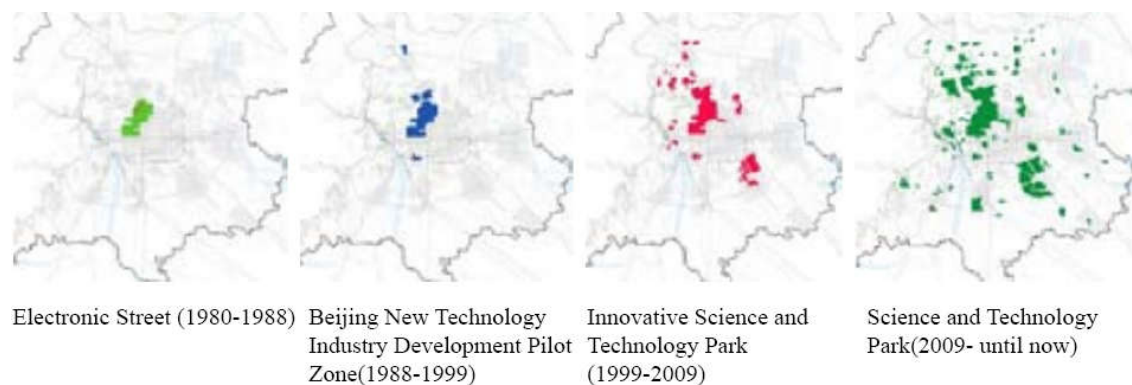 Electronic Street (1980-1988)
Beijing New Technology
Industry Development Pilot
Zone(1988-1999)
Innovative Science and
Technology Park
(1999-2009)
Science and Technology
Park(2009- until now)